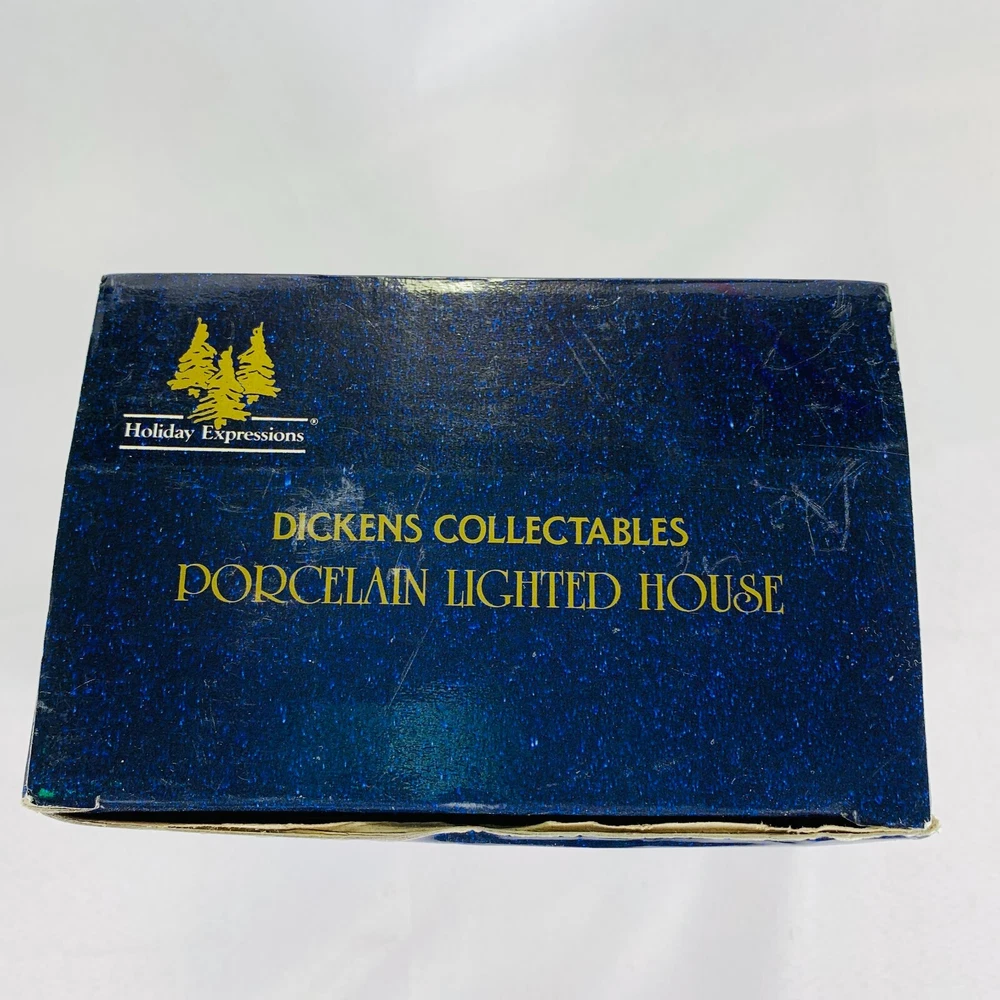 Holiday Expressions®
DICKENS COLLECTABLES
PORCELAIN LIGHTED HOUSE